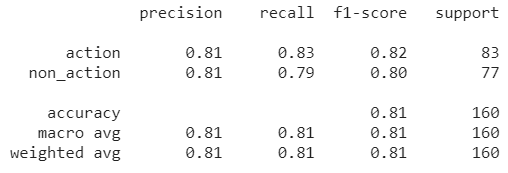 precision recall f1-score support
action 0.81 0.83 0.82 83
non_action 0.81 0.79 0.80 77
accuracy 0.81 160
macro avg 0.81 0.81 0.81 160
weighted avg 0.81 0.81 0.81 160